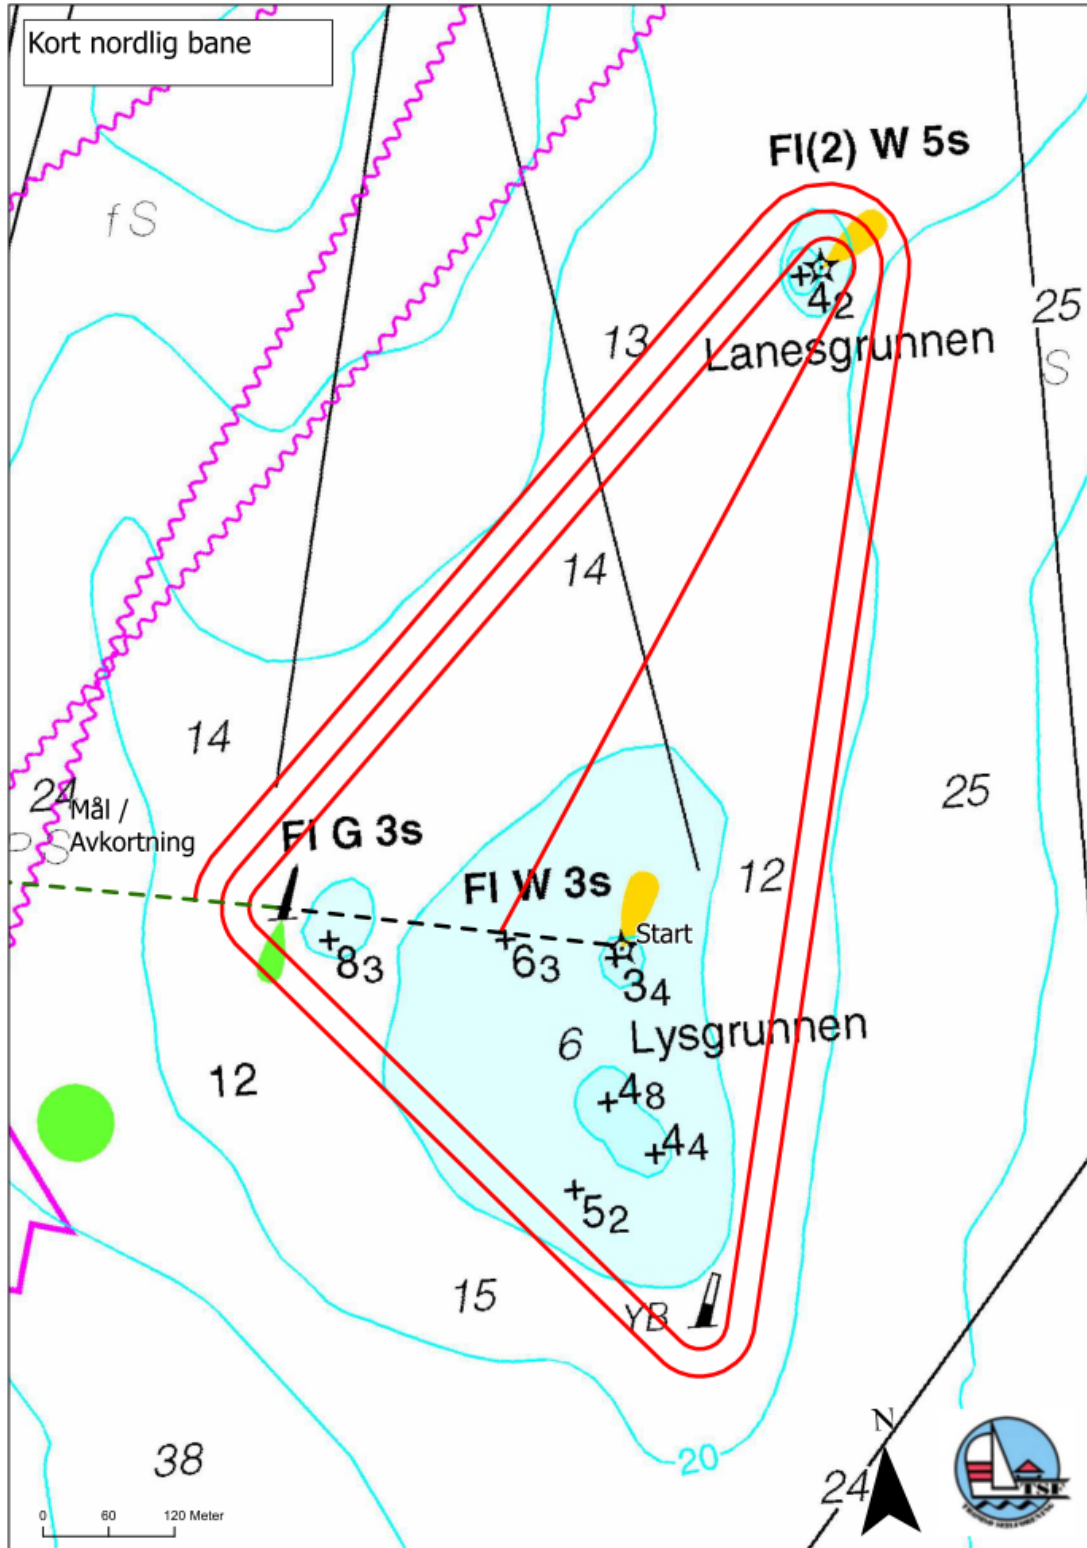 Kort nordlig bane
Fl(2) W 5s
f S
25
S
13
4₂
Lanesgrunnen
14
14
24
Mål /
Avkortning
25
Fl G 3s
12
Fl W 3s
Start
8₃
6₃
3₄
6
Lysgrunnen
12
4₈
4₄
5₂
15
YB
N
20
38
24
0 60 120 Meter
TSF